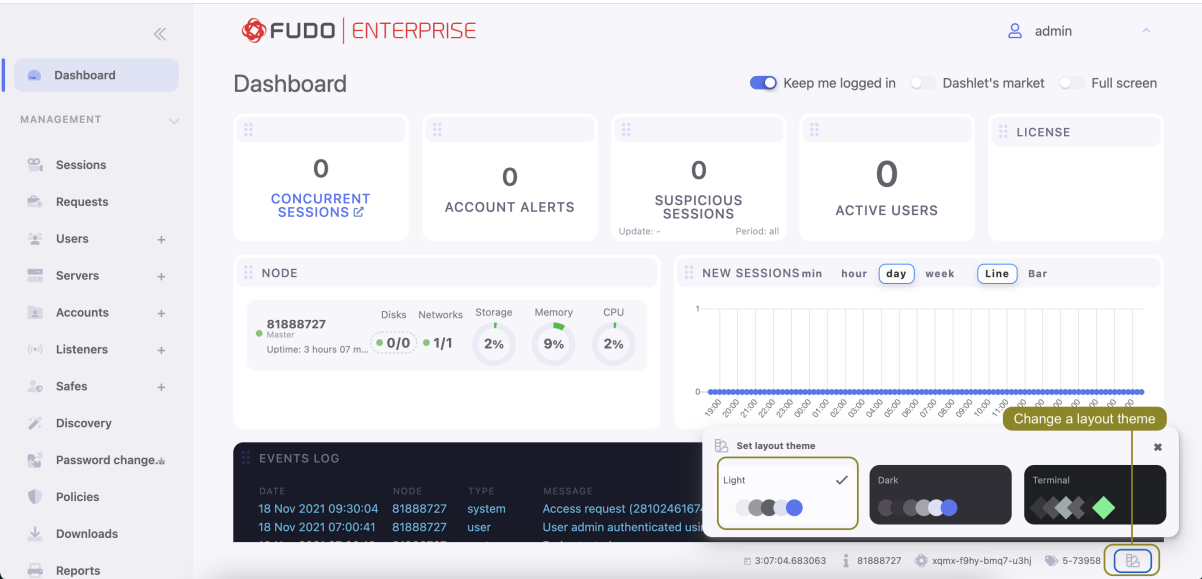 FUDO ENTERPRISE
admin
Dashboard
MANAGEMENT
Sessions
Requests
Users +
Servers +
Accounts +
Listeners +
Safes +
Discovery
Password change
Policies
Downloads
Reports
Dashboard
Keep me logged in
Dashlet's market
Full screen
0
CONCURRENT
SESSIONS
0
ACCOUNT ALERTS
0
SUSPICIOUS
SESSIONS
Update: - Period: all
0
ACTIVE USERS
LICENSE
NODE
81888727
Master
Uptime: 3 hours 07 m...
Disks
0/0
Networks
1/1
Storage
2%
Memory
9%
CPU
2%
NEW SESSIONS min hour day week Line Bar
1
0
19:00 20:00 21:00 22:00 23:00 00:00 01:00 02:00 03:00 04:00 05:00 06:00 07:00 08:00 09:00 10:00 11:00
Change a layout theme
EVENTS LOG
DATE NODE TYPE MESSAGE
18 Nov 2021 09:30:04 81888727 system Access request (28102461674
18 Nov 2021 07:00:41 81888727 user User admin authenticated usi
Set layout theme
Light
Dark
Terminal
3:07:04.683063 81888727 xqmx-f9hy-bmq7-u3hj 5-73958